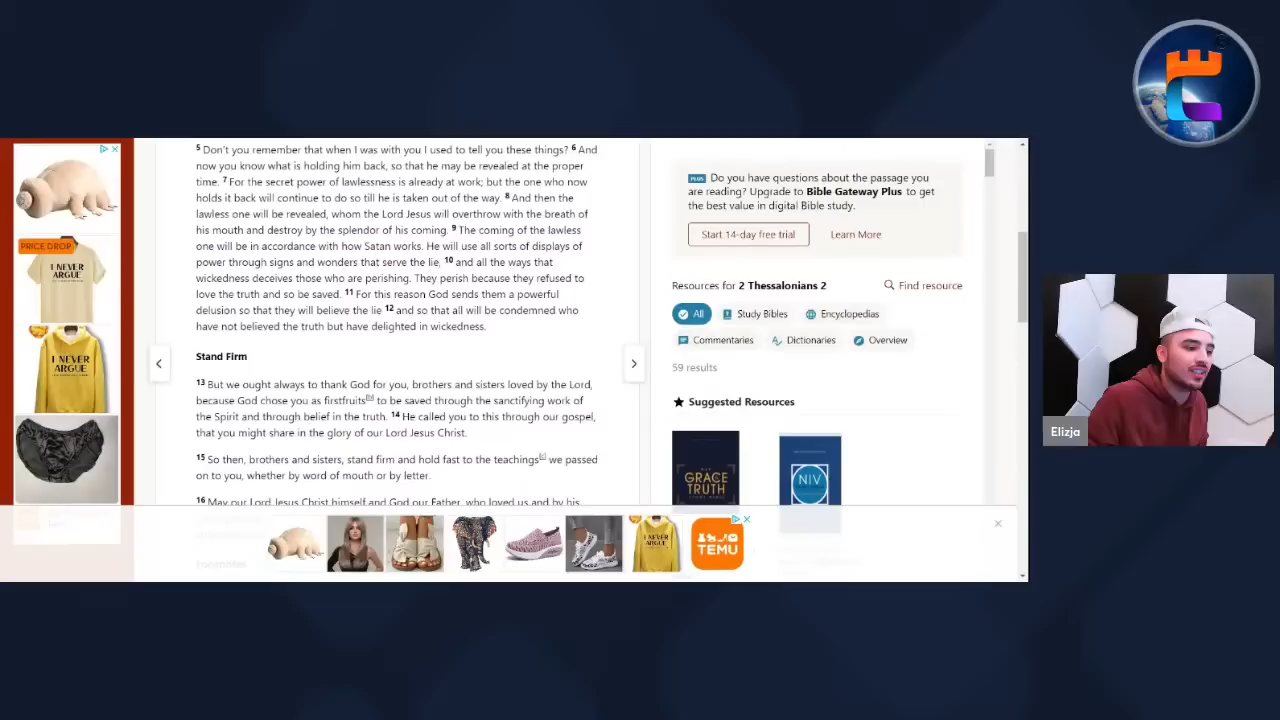 5 Don't you remember that when I was with you I used to tell you these things? 6 And
now you know what is holding him back, so that he may be revealed at the proper
time. 7 For the secret power of lawlessness is already at work; but the one who now
holds it back will continue to do so till he is taken out of the way. 8 And then the
lawless one will be revealed, whom the Lord Jesus will overthrow with the breath of
his mouth and destroy by the splendor of his coming. 9 The coming of the lawless
one will be in accordance with how Satan works. He will use all sorts of displays of
power through signs and wonders that serve the lie, 10 and all the ways that
wickedness deceives those who are perishing. They perish because they refused to
love the truth and so be saved. 11 For this reason God sends them a powerful
delusion so that they will believe the lie 12 and so that all will be condemned who
have not believed the truth but have delighted in wickedness.
Stand Firm
13 But we ought always to thank God for you, brothers and sisters loved by the Lord,
because God chose you as firstfruits[b] to be saved through the sanctifying work of
the Spirit and through belief in the truth. 14 He called you to this through our gospel,
that you might share in the glory of our Lord Jesus Christ.
15 So then, brothers and sisters, stand firm and hold fast to the teachings[c] we passed
on to you, whether by word of mouth or by letter.
16 May our Lord Jesus Christ himself and God our Father, who loved us and by his
Footnotes
PLUS Do you have questions about the passage you
are reading? Upgrade to Bible Gateway Plus to get
the best value in digital Bible study.
Start 14-day free trial
Learn More
Resources for 2 Thessalonians 2
Find resource
All
Study Bibles
Encyclopedias
Commentaries
Dictionaries
Overview
59 results
Suggested Resources
GRACE
TRUTH
NIV
PRICE DROP
I NEVER
ARGUE
I NEVER
ARGUE
I NEVER
ARGUE
TEMU
Elizja